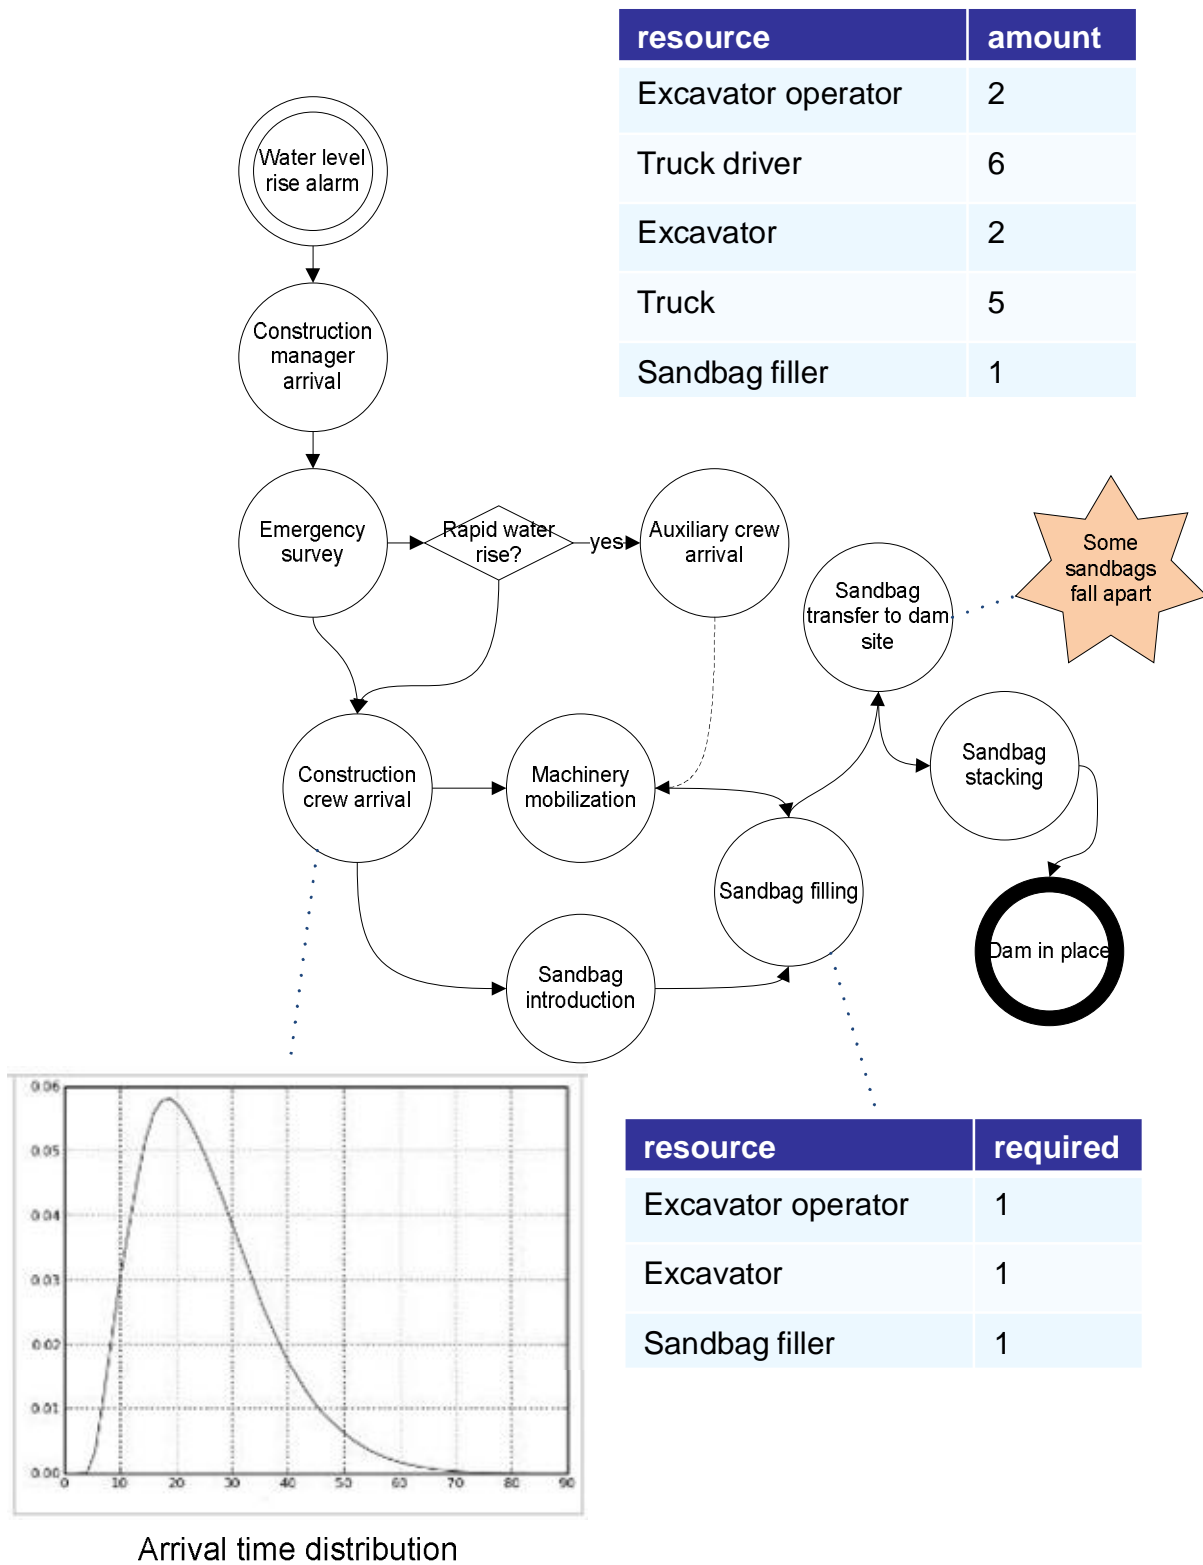 resource amount
Excavator operator 2
Truck driver 6
Excavator 2
Truck 5
Sandbag filler 1
Water level
rise alarm
Construction
manager
arrival
Emergency
survey
Rapid water
rise?
yes
Auxiliary crew
arrival
Sandbag
transfer to dam
site
Some
sandbags
fall apart
Construction
crew arrival
Machinery
mobilization
Sandbag
stacking
Sandbag filling
Sandbag
introduction
Dam in place
0.06
0.05
0.04
0.03
0.02
0.01
0.00
0 10 20 30 40 50 60 70 80 90
Arrival time distribution
resource required
Excavator operator 1
Excavator 1
Sandbag filler 1